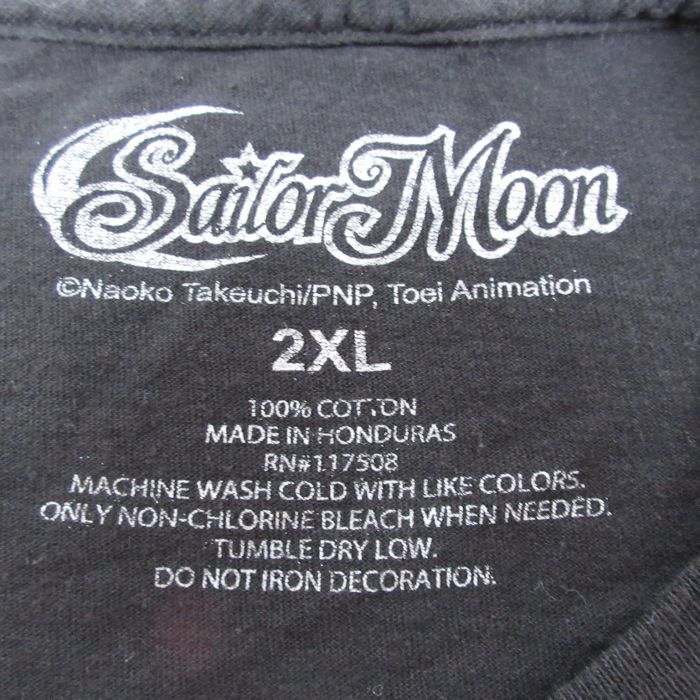 Sailor Moon
©Naoko Takeuchi/PNP, Toei Animation
2XL
100% COTTON
MADE IN HONDURAS
RN#117508
MACHINE WASH COLD WITH LIKE COLORS.
ONLY NON-CHLORINE BLEACH WHEN NEEDED.
TUMBLE DRY LOW.
DO NOT IRON DECORATION.